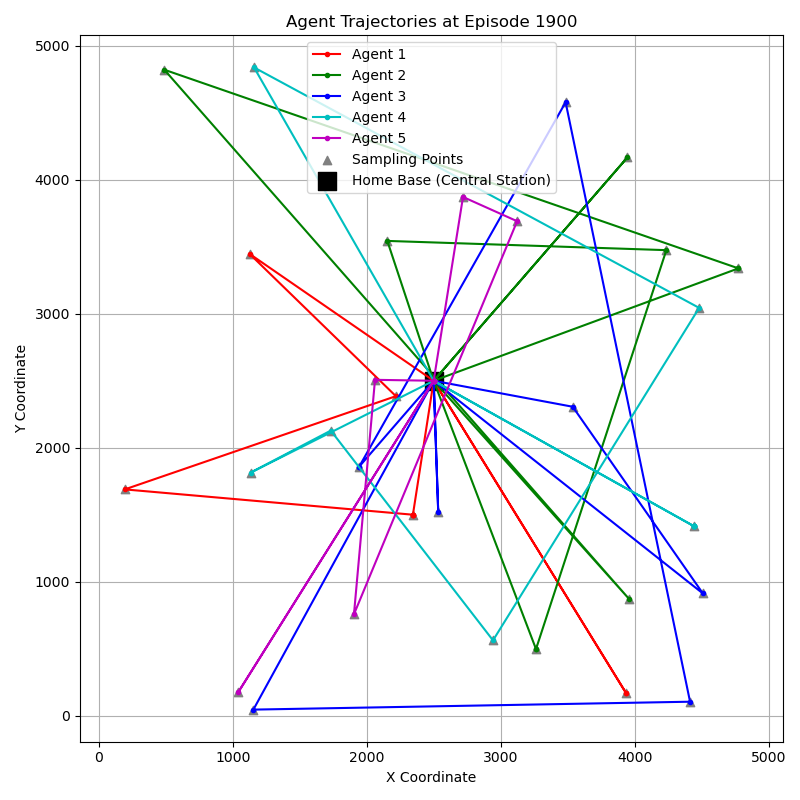 Agent Trajectories at Episode 1900
Agent 1
Agent 2
Agent 3
Agent 4
Agent 5
Sampling Points
Home Base (Central Station)
5000
4000
3000
2000
1000
0
Y Coordinate
0 1000 2000 3000 4000 5000
X Coordinate